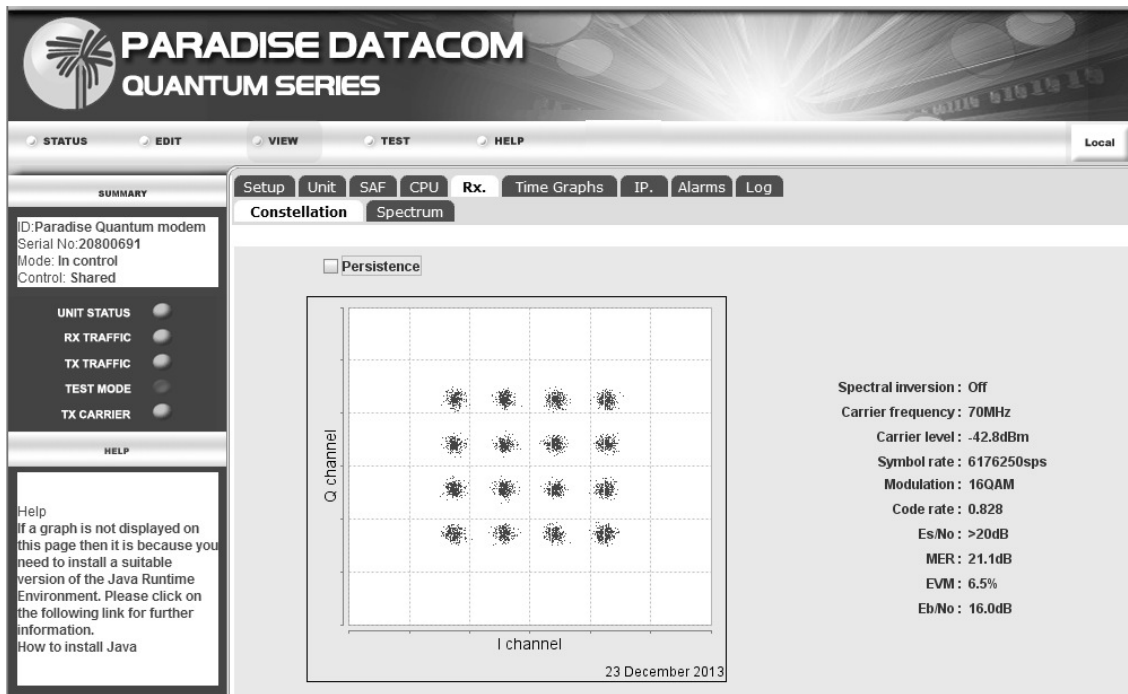 PARADISE DATACOM
QUANTUM SERIES
STATUS
EDIT
VIEW
TEST
HELP
Local
SUMMARY
ID:Paradise Quantum modem
Serial No:20800691
Mode: In control
Control: Shared
UNIT STATUS
RX TRAFFIC
TX TRAFFIC
TEST MODE
TX CARRIER
HELP
Help
If a graph is not displayed on
this page then it is because you
need to install a suitable
version of the Java Runtime
Environment. Please click on
the following link for further
information.
How to install Java
Setup
Unit
SAF
CPU
Rx.
Time Graphs
IP.
Alarms
Log
Constellation
Spectrum
Persistence
Q channel
I channel
23 December 2013
Spectral inversion : Off
Carrier frequency : 70MHz
Carrier level : -42.8dBm
Symbol rate : 6176250sps
Modulation : 16QAM
Code rate : 0.828
Es/No : >20dB
MER : 21.1dB
EVM : 6.5%
Eb/No : 16.0dB